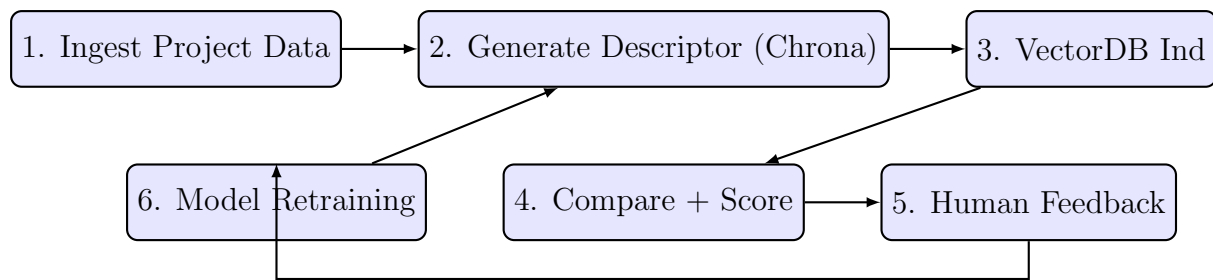 1. Ingest Project Data
2. Generate Descriptor (Chrona)
3. VectorDB Ind
6. Model Retraining
4. Compare + Score
5. Human Feedback